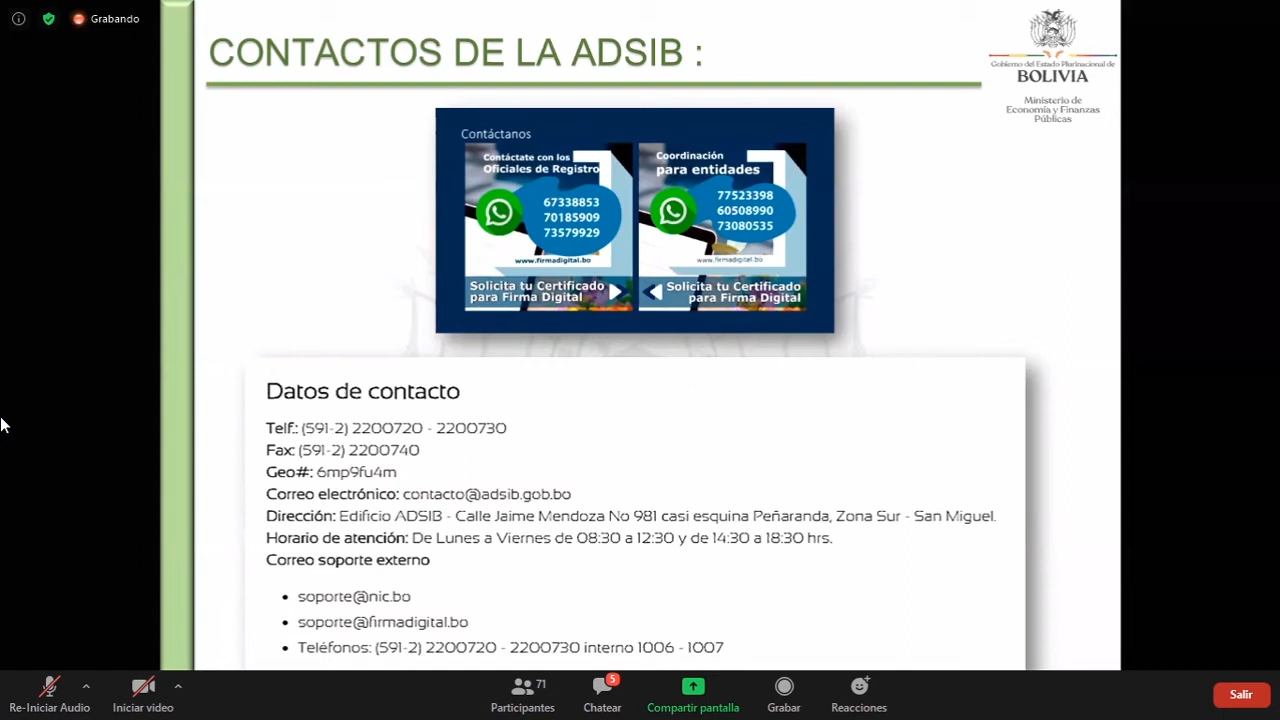 Grabando
CONTACTOS DE LA ADSIB :
Gobierno del Estado Plurinacional de
BOLIVIA
Ministerio de
Economía y Finanzas
Públicas
Contáctanos
Contáctate con los
Oficiales de Registro
67338853
70185909
73579929
www.firmadigital.bo
Solicita tu Certificado
para Firma Digital
Coordinación
para entidades
77523398
60508990
73080535
www.firmadigital.bo
Solicita tu Certificado
para Firma Digital
Datos de contacto
Telf.: (591-2) 2200720 - 2200730
Fax: (591-2) 2200740
Geo#: 6mp9fu4m
Correo electrónico: contacto@adsib.gob.bo
Dirección: Edificio ADSIB - Calle Jaime Mendoza No 981 casi esquina Peñaranda, Zona Sur - San Miguel.
Horario de atención: De Lunes a Viernes de 08:30 a 12:30 y de 14:30 a 18:30 hrs.
Correo soporte externo
• soporte@nic.bo
• soporte@firmadigital.bo
• Teléfonos: (591-2) 2200720 - 2200730 interno 1006 - 1007
Re-Iniciar Audio
Iniciar video
71
Participantes
5
Chatear
Compartir pantalla
Grabar
Reacciones
Salir